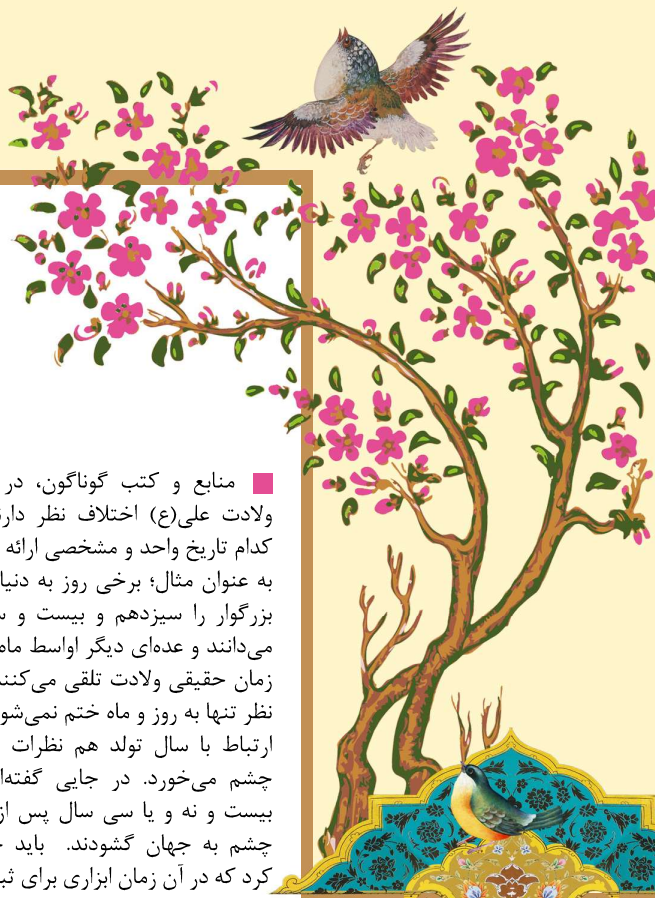 منابع و کتب گوناگون، در
ولادت علی(ع) اختلاف نظر
کدام تاریخ واحد و مشخصی ارائه
به عنوان مثال؛ برخی روز به دنیا
بزرگوار را سیزدهم و بیست و
می‌دانند و عده‌ای دیگر اواسط ماه
زمان حقیقی ولادت تلقی می‌کنند
نظر تنها به روز و ماه ختم نمی‌شو
ارتباط با سال تولد هم نظرات
چشم می‌خورد. در جایی گفته‌ا
بیست و نه و یا سی سال پس از
چشم به جهان گشودند. باید
کرد که در آن زمان ابزاری برای ثب